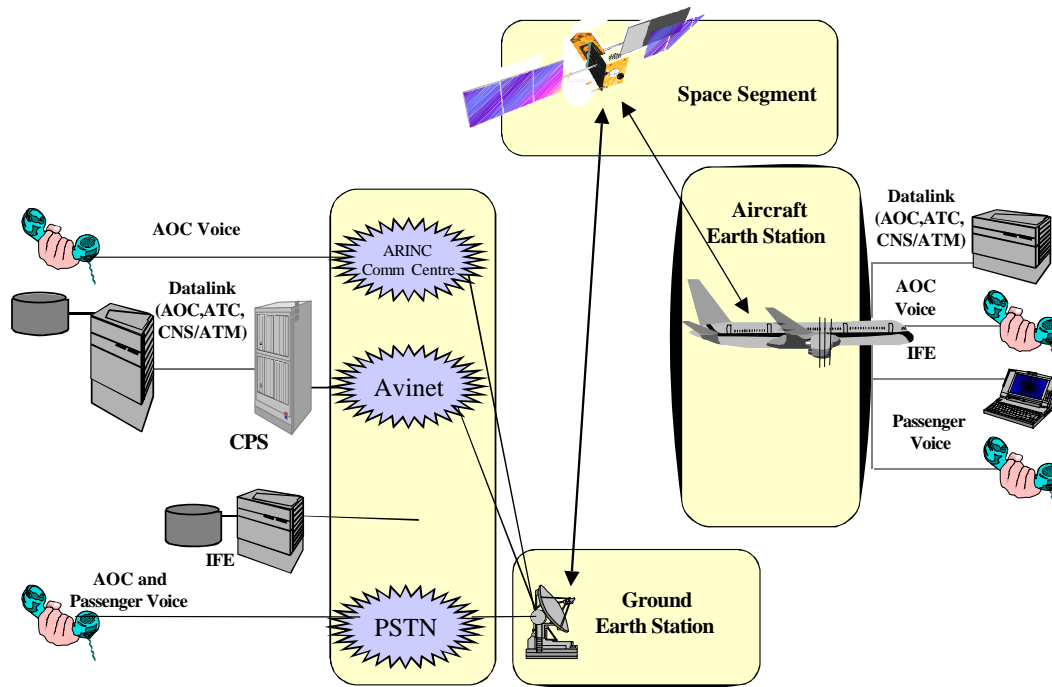 Space Segment
Aircraft
Earth Station
Datalink
(AOC,ATC,
CNS/ATM)
AOC
Voice
IFE
Passenger
Voice
AOC Voice
ARINC
Comm Centre
Datalink
(AOC,ATC,
CNS/ATM)
Avinet
CPS
IFE
AOC and
Passenger Voice
PSTN
Ground
Earth Station